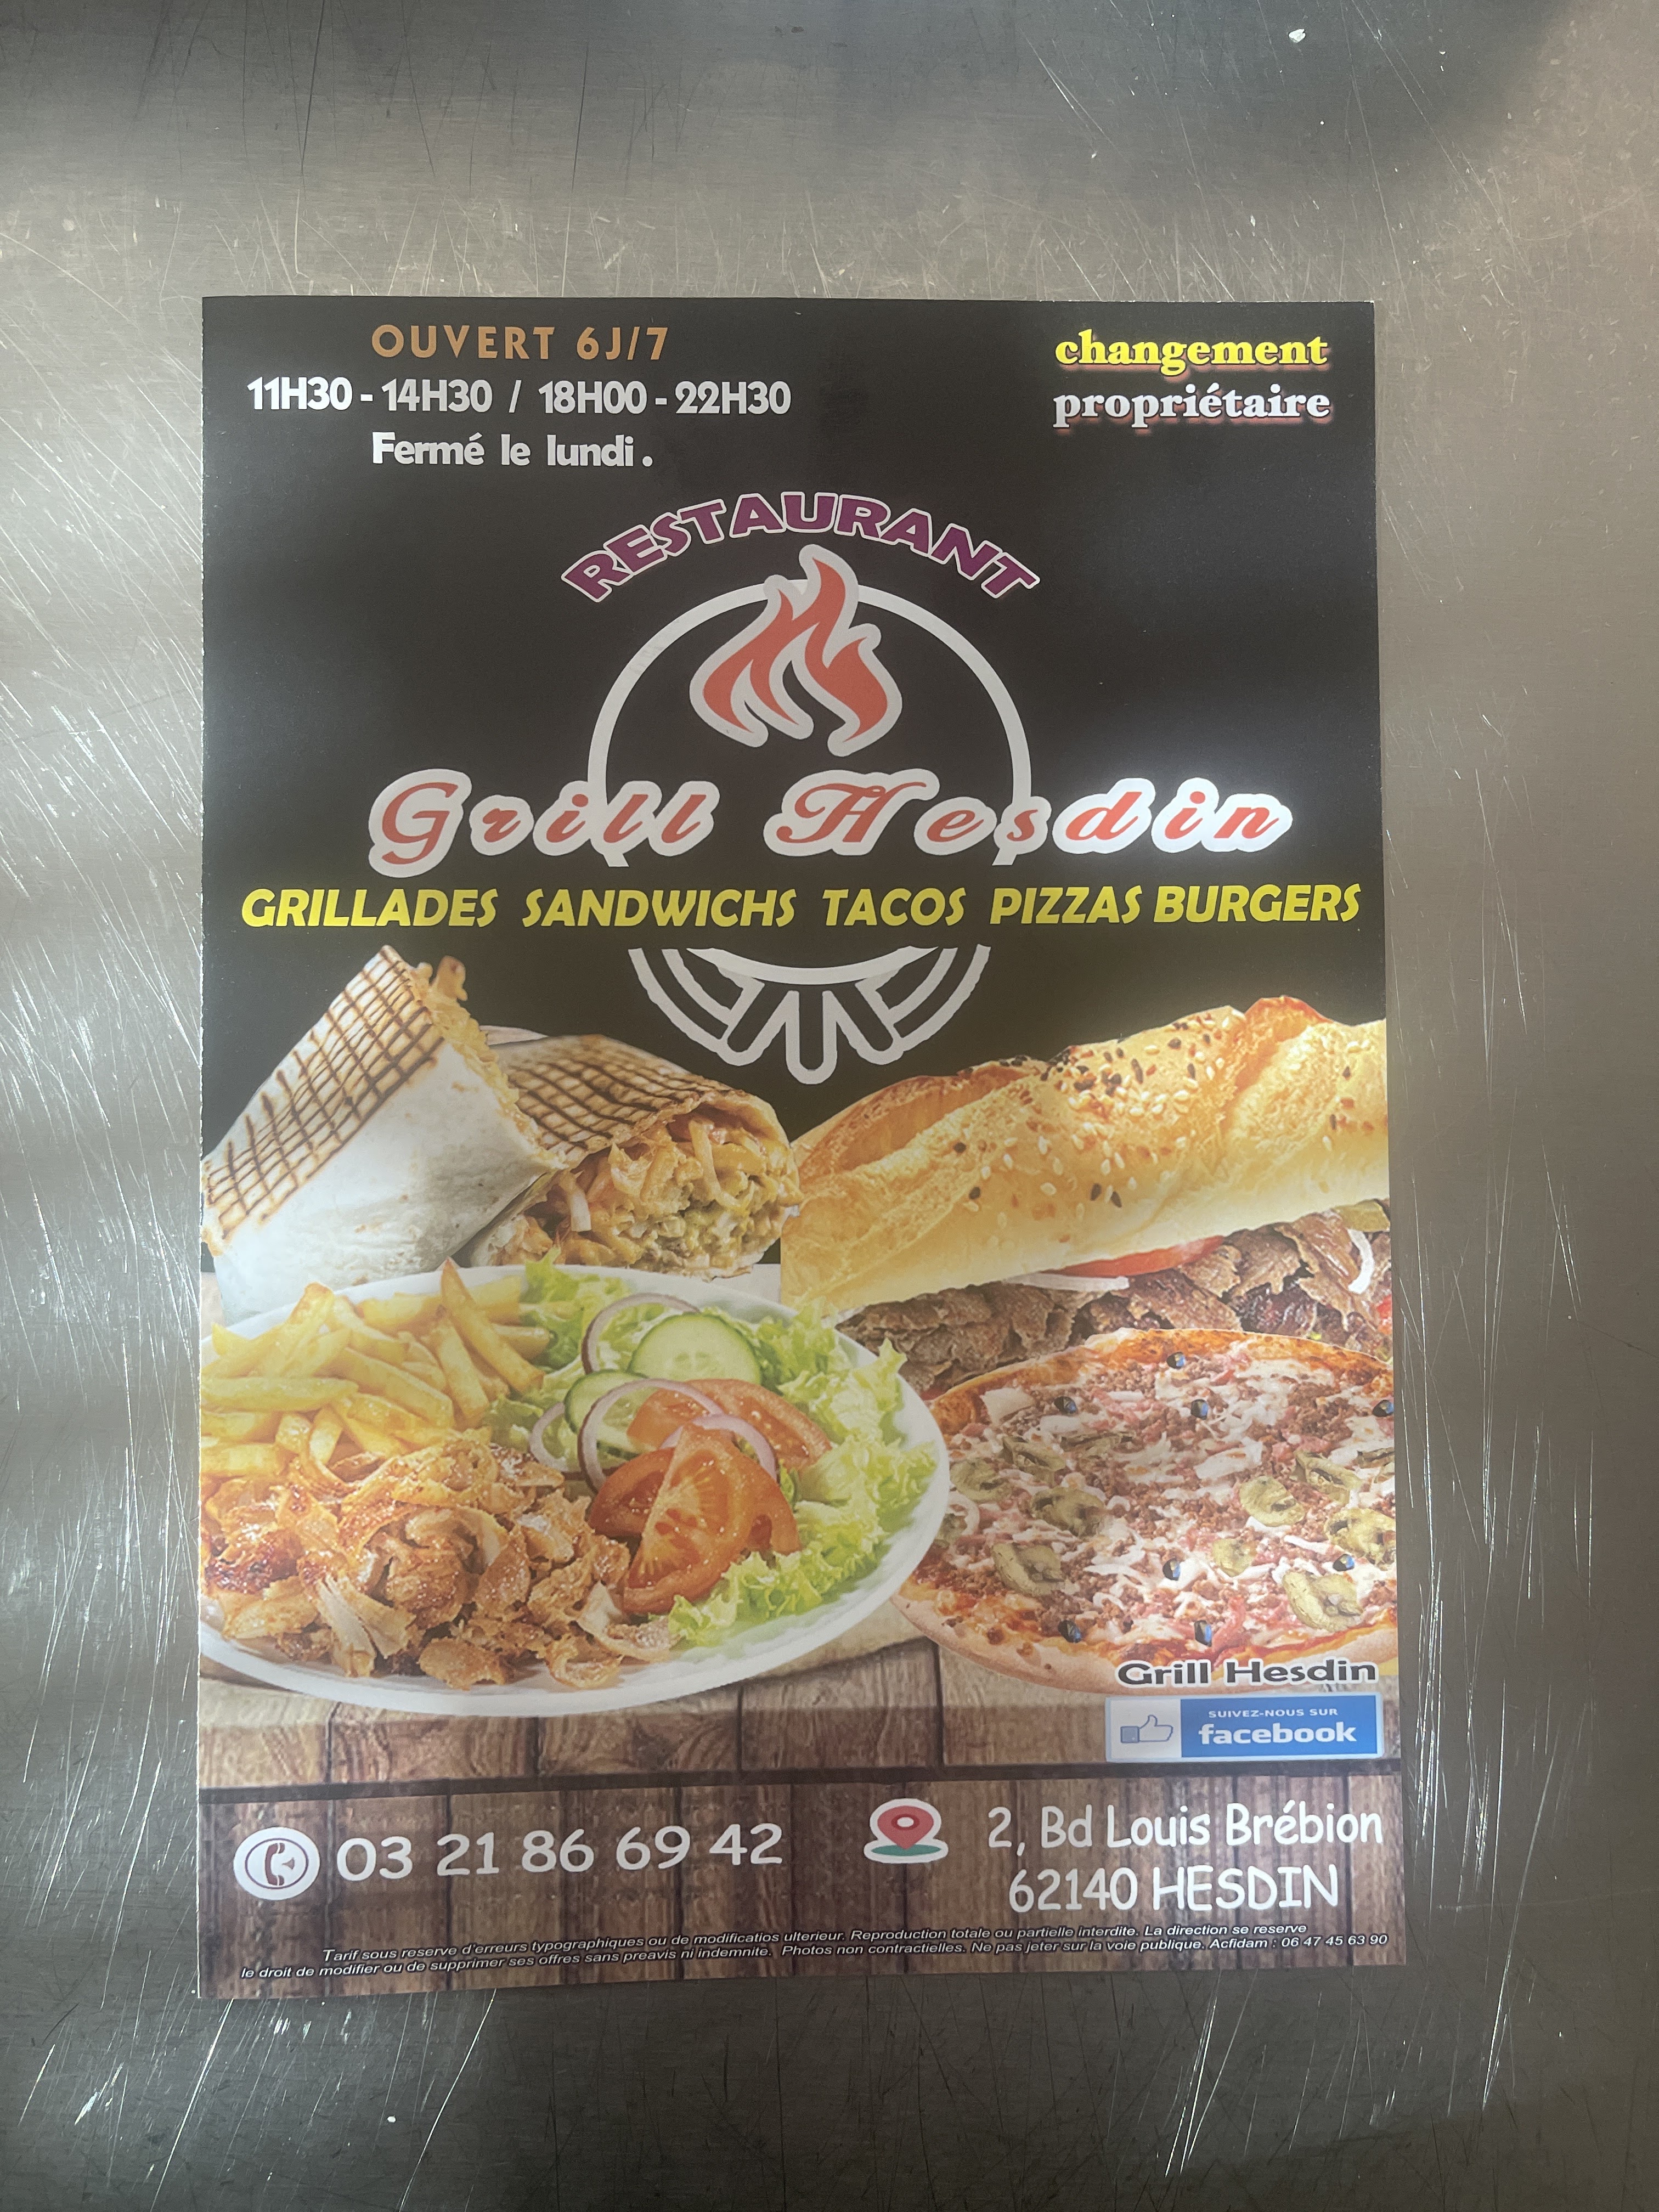 OUVERT 6J/7
11H30 - 14H30 / 18H00 - 22H30
Fermé le lundi.
changement
propriétaire
RESTAURANT
Grill Hesdin
GRILLADES SANDWICHS TACOS PIZZAS BURGERS
Grill Hesdin
SUIVEZ-NOUS SUR
facebook
03 21 86 69 42
2, Bd Louis Brébion
62140 HESDIN
Tarif sous reserve d'erreurs typographiques ou de modificatios ulterieur. Reproduction totale ou partielle interdite. La direction se reserve
le droit de modifier ou de supprimer ses offres sans preavis ni indemnite. Photos non contractielles. Ne pas jeter sur la voie publique. Acfidam : 06 47 45 63 90